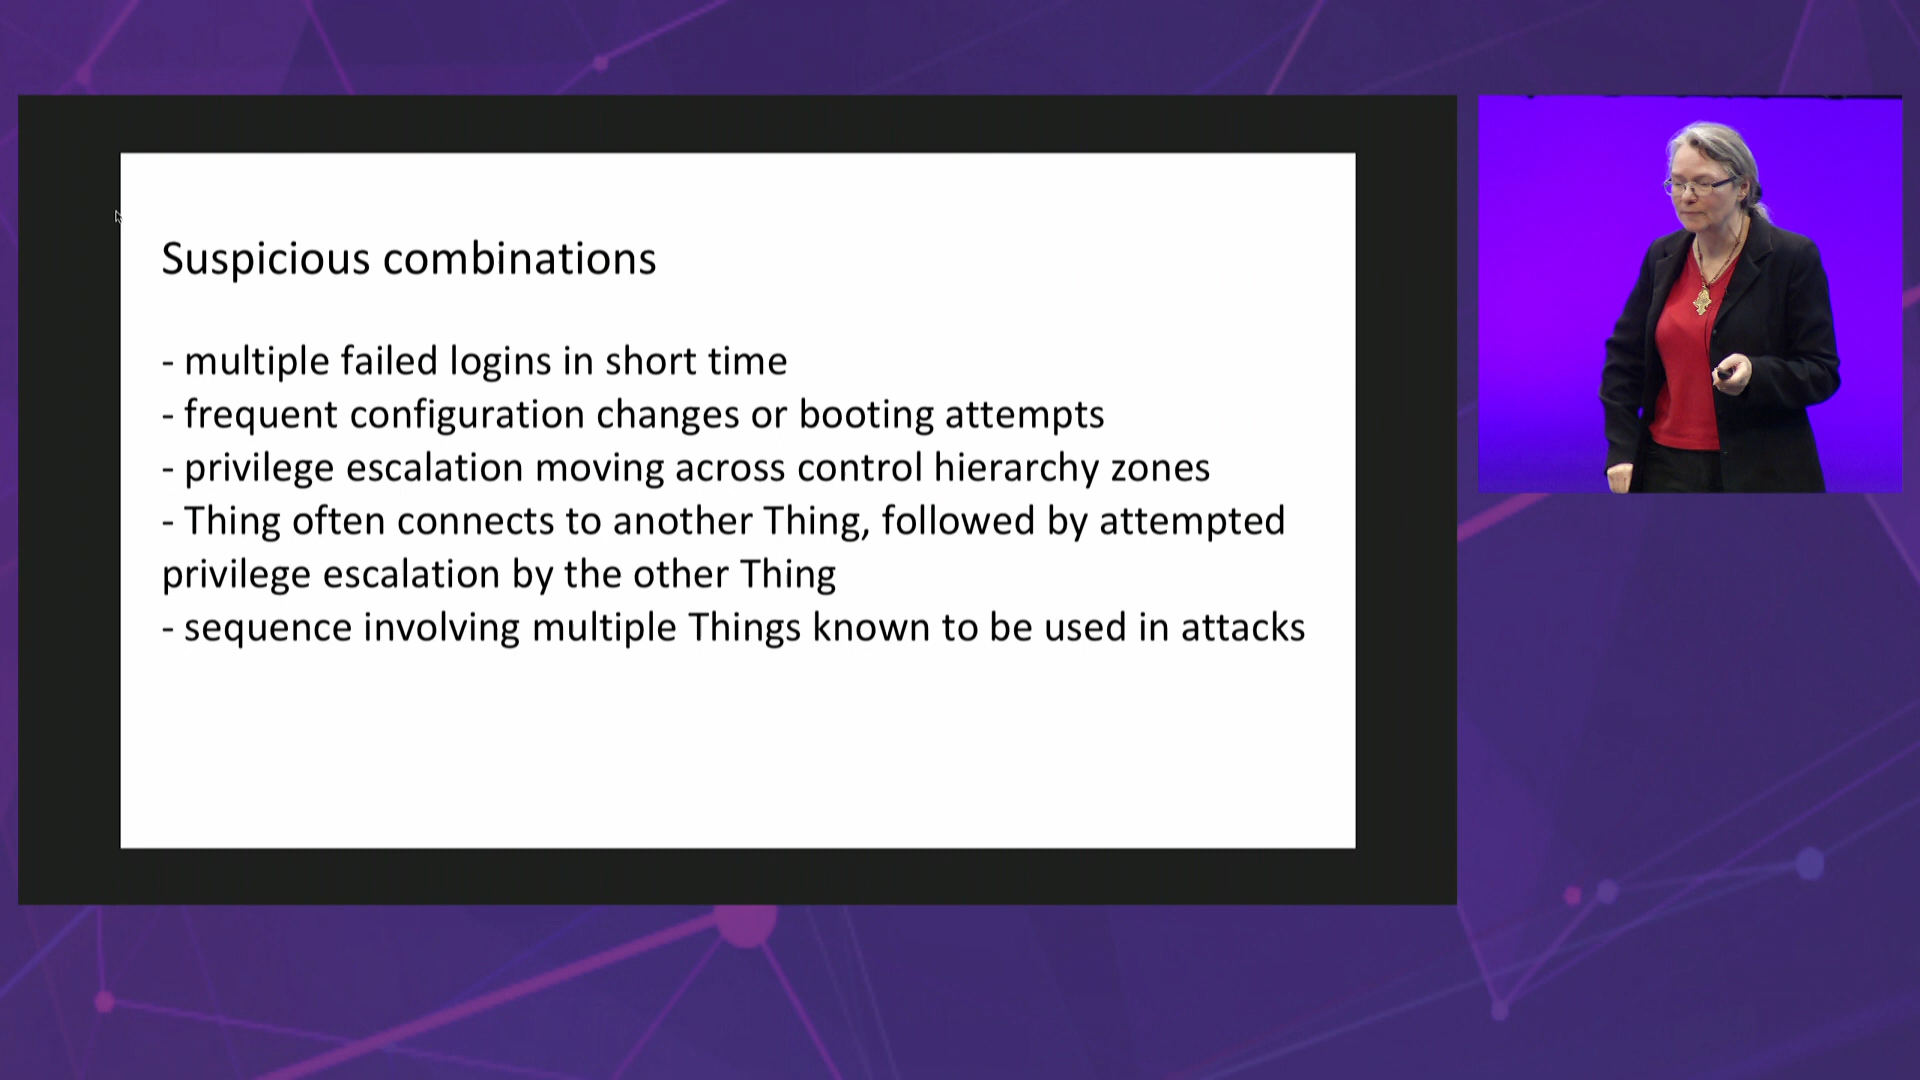 Suspicious combinations
- multiple failed logins in short time
- frequent configuration changes or booting attempts
- privilege escalation moving across control hierarchy zones
- Thing often connects to another Thing, followed by attempted
privilege escalation by the other Thing
- sequence involving multiple Things known to be used in attacks